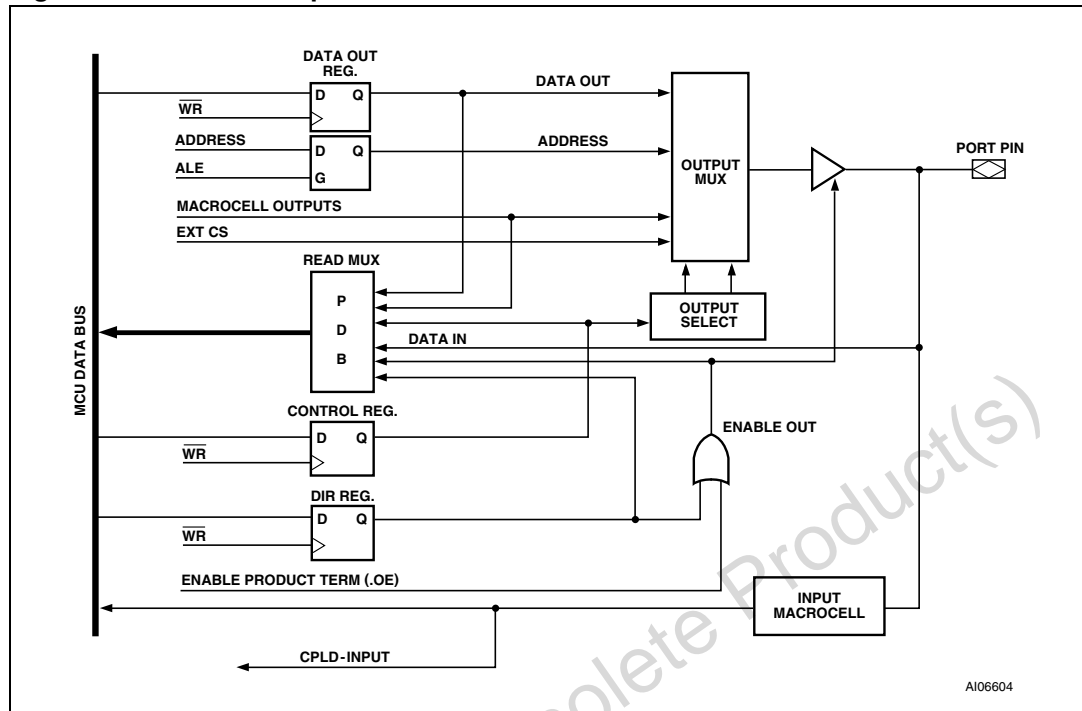 DATA OUT
REG.
D Q
WR
DATA OUT
ADDRESS
D Q
ADDRESS
ALE
G
OUTPUT
MUX
PORT PIN
MACROCELL OUTPUTS
EXT CS
READ MUX
P
D
B
OUTPUT
SELECT
DATA IN
MCU DATA BUS
CONTROL REG.
D Q
WR
ENABLE OUT
DIR REG.
D Q
WR
ENABLE PRODUCT TERM (.OE)
INPUT
MACROCELL
CPLD-INPUT
AI06604
olete Product(s)